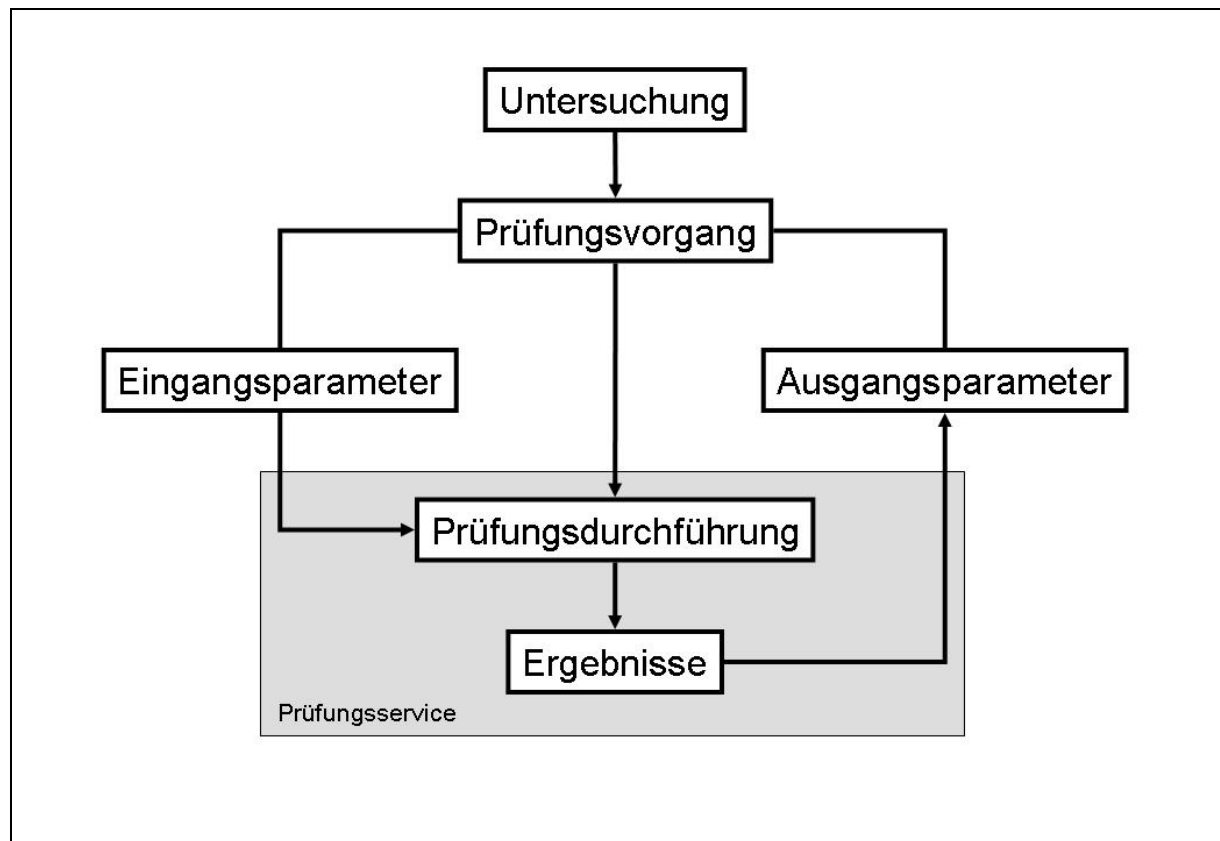 Untersuchung
Prüfungsvorgang
Eingangsparameter
Ausgangsparameter
Prüfungsdurchführung
Ergebnisse
Prüfungsservice